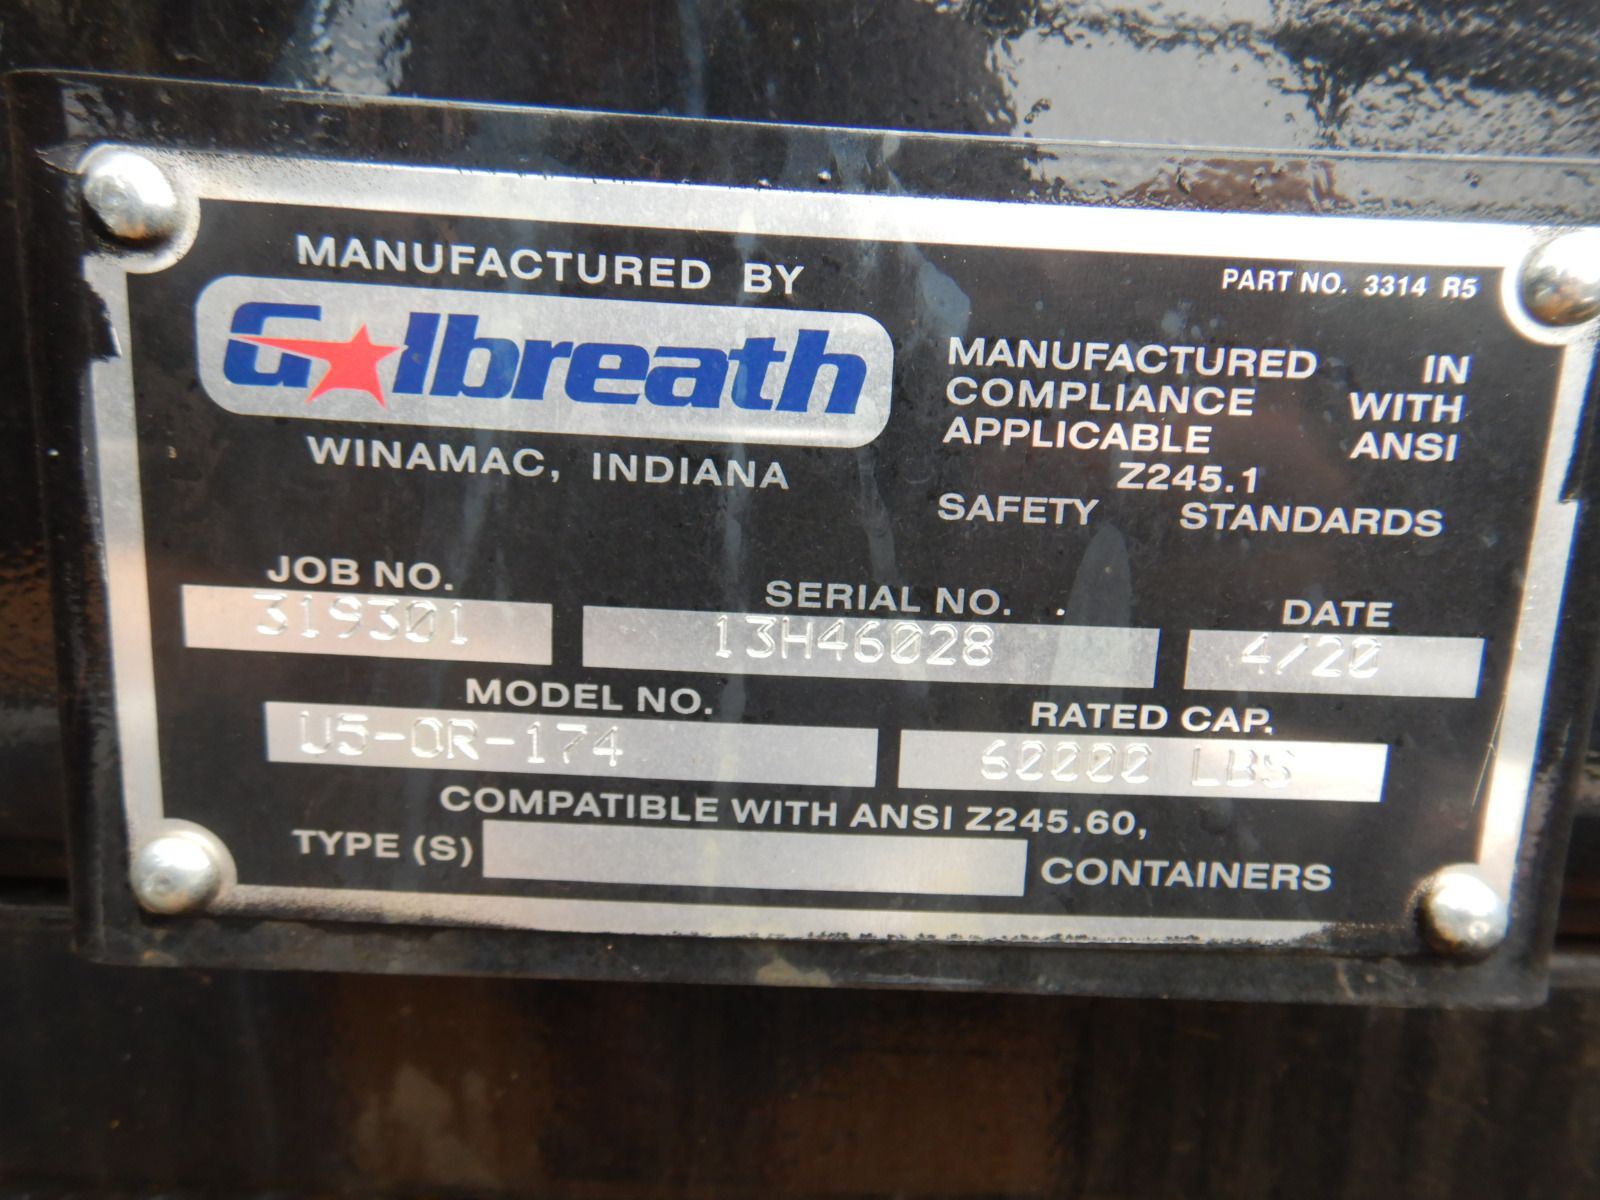 MANUFACTURED BY
Galbreath
WINAMAC, INDIANA
PART NO. 3314 R5
MANUFACTURED IN
COMPLIANCE WITH
APPLICABLE ANSI
Z245.1
SAFETY STANDARDS
JOB NO. SERIAL NO. DATE
319301 13H46028 4/20
MODEL NO. RATED CAP.
U5-OR-174 60000 LBS
COMPATIBLE WITH ANSI Z245.60,
TYPE (S) CONTAINERS